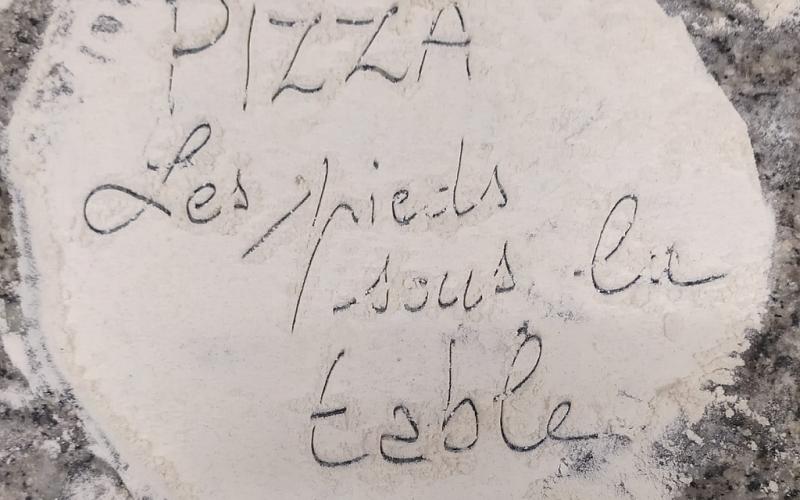 PIZZA
Les pieds
sous la
table